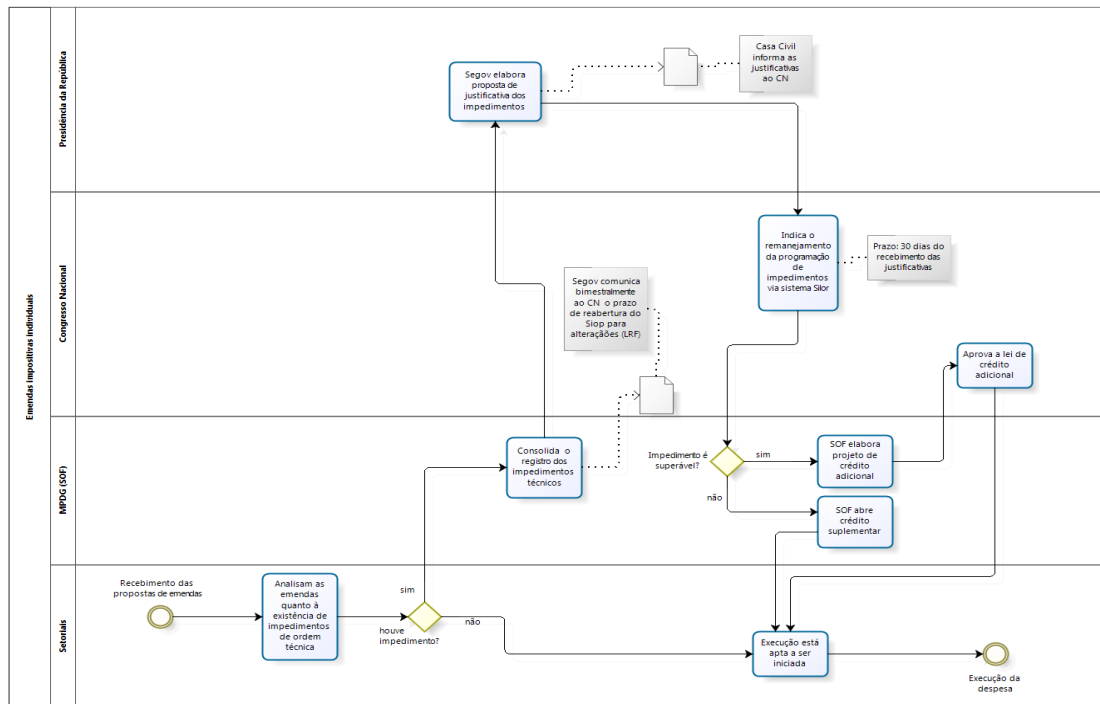 Emendas impositivas individuais
Presidência da República
Segov elabora
proposta de
justificativa dos
impedimentos
Casa Civil
informa as
justificativas
ao CN
Congresso Nacional
Indica o
remanejamento
da programação
de
impedimentos
via sistema Silor
Prazo: 30 dias do
recebimento das
justificativas
Segov comunica
bimestralmente
ao CN o prazo
de reabertura do
Siop para
alterações (LRF)
Aprova a lei de
crédito
adicional
MPDG (SOF)
Consolida o
registro dos
impedimentos
técnicos
Impedimento é
superável?
sim
não
SOF elabora
projeto de
crédito
adicional
SOF abre
crédito
suplementar
Setoriais
Recebimento das
propostas de emendas
Analisam as
emendas
quanto à
existência de
impedimentos
de ordem
técnica
sim
houve
impedimento?
não
Execução está
apta a ser
iniciada
Execução da
despesa